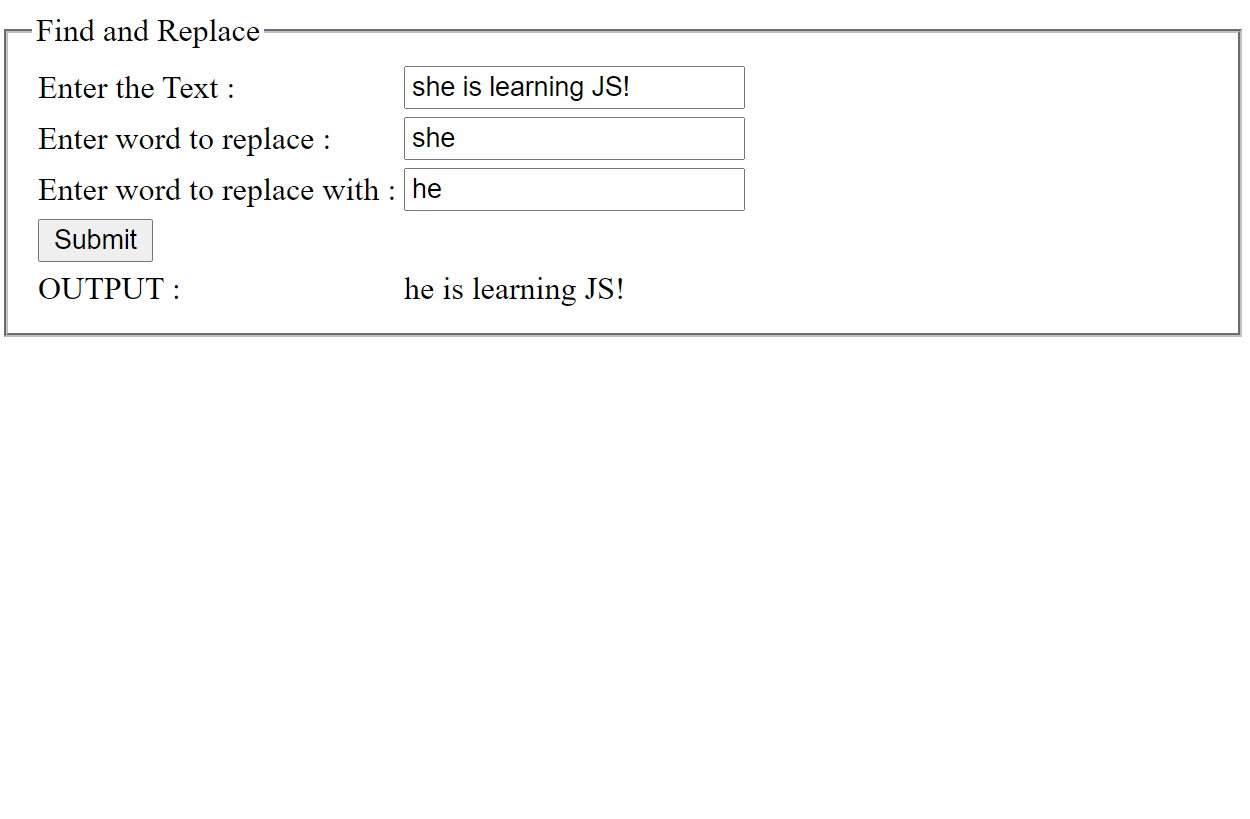 Find and Replace
Enter the Text : she is learning JS!
Enter word to replace : she
Enter word to replace with : he
Submit
OUTPUT : he is learning JS!